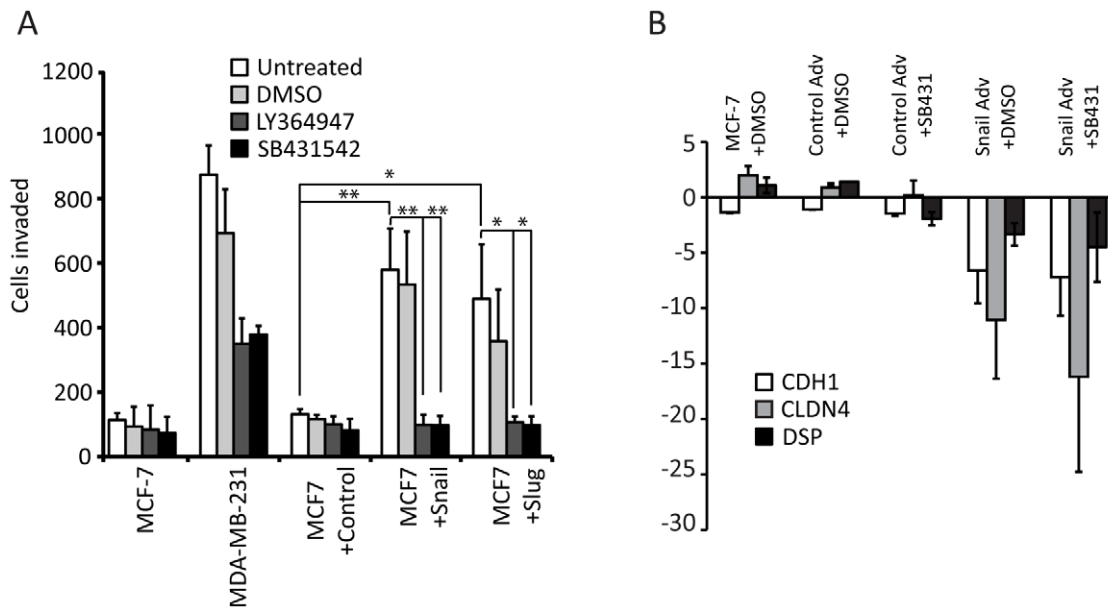 A
Cells invaded
1200
1000
800
600
400
200
0
Untreated
DMSO
LY364947
SB431542
*
**
** **
* *
MCF-7
MDA-MB-231
MCF7
+Control
MCF7
+Snail
MCF7
+Slug
B
MCF-7
+DMSO
Control Adv
+DMSO
Control Adv
+SB431
Snail Adv
+DMSO
Snail Adv
+SB431
5
0
-5
-10
-15
-20
-25
-30
CDH1
CLDN4
DSP